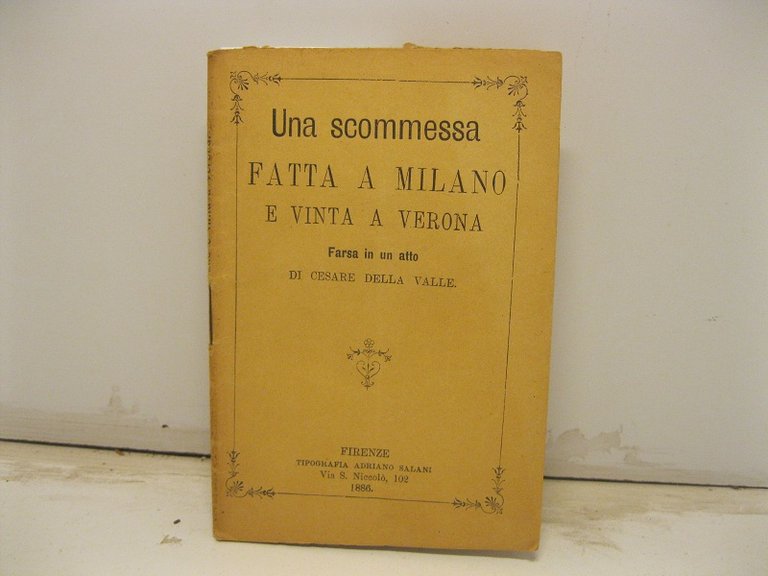 Una scommessa
FATTA A MILANO
E VINTA A VERONA
Farsa in un atto
DI CESARE DELLA VALLE.
FIRENZE
TIPOGRAFIA ADRIANO SALANI
Via S. Niccolò, 102
1886.